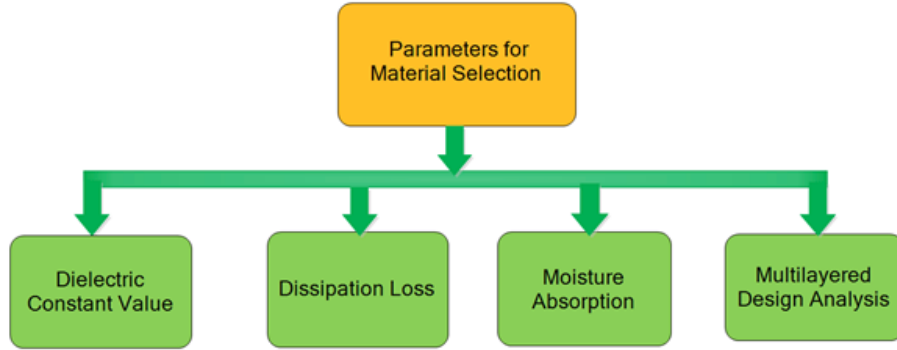 Parameters for
Material Selection
Dielectric
Constant Value
Dissipation Loss
Moisture
Absorption
Multilayered
Design Analysis